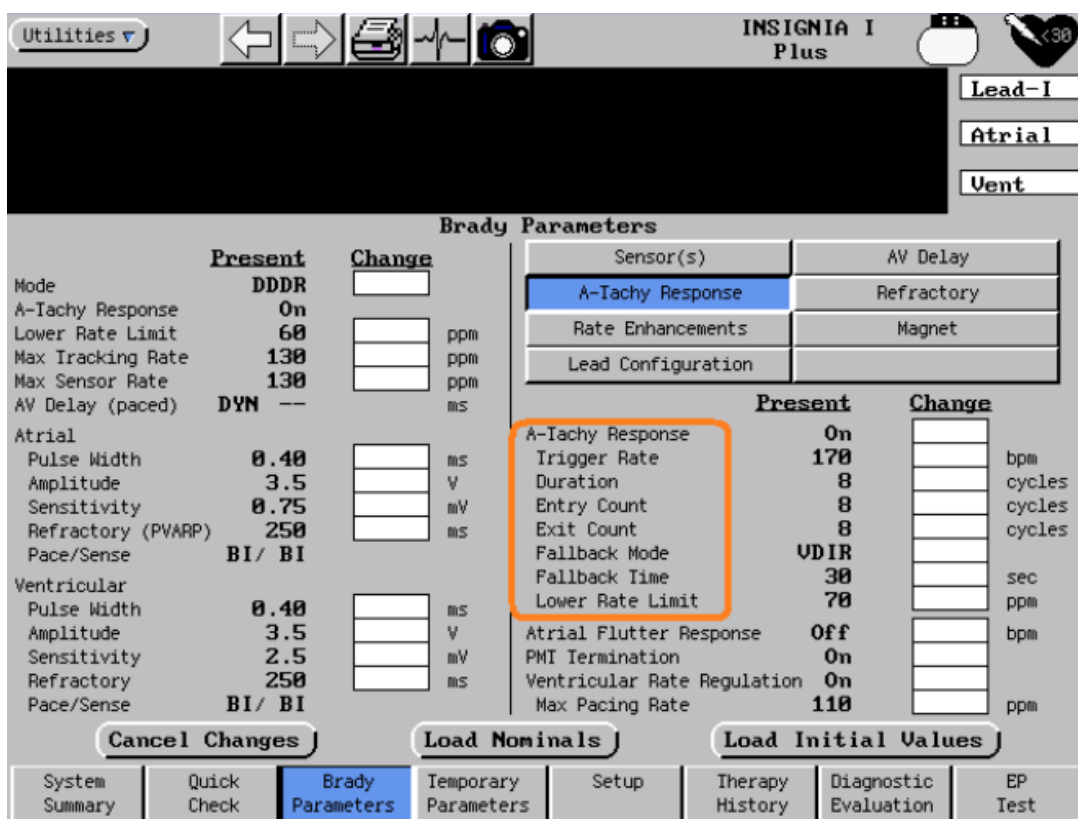 Utilities
INSIGNIA I
Plus
<30
Lead-I
Atrial
Vent
Brady Parameters
Present Change
Mode DDDR
A-Tachy Response On
Lower Rate Limit 60 ppm
Max Tracking Rate 130 ppm
Max Sensor Rate 130 ppm
AV Delay (paced) DYN -- ms
Atrial
Pulse Width 0.40 ms
Amplitude 3.5 V
Sensitivity 0.75 mV
Refractory (PVARP) 250 ms
Pace/Sense BI/ BI
Ventricular
Pulse Width 0.40 ms
Amplitude 3.5 V
Sensitivity 2.5 mV
Refractory 250 ms
Pace/Sense BI/ BI
Sensor(s) AV Delay
A-Tachy Response Refractory
Rate Enhancements Magnet
Lead Configuration
Present Change
A-Tachy Response On
Trigger Rate 170 bpm
Duration 8 cycles
Entry Count 8 cycles
Exit Count 8 cycles
Fallback Mode VDIR
Fallback Time 30 sec
Lower Rate Limit 70 ppm
Atrial Flutter Response Off bpm
PMT Termination On
Ventricular Rate Regulation On
Max Pacing Rate 110 ppm
Cancel Changes Load Nominals Load Initial Values
System Summary
Quick Check
Brady Parameters
Temporary Parameters
Setup
Therapy History
Diagnostic Evaluation
EP Test